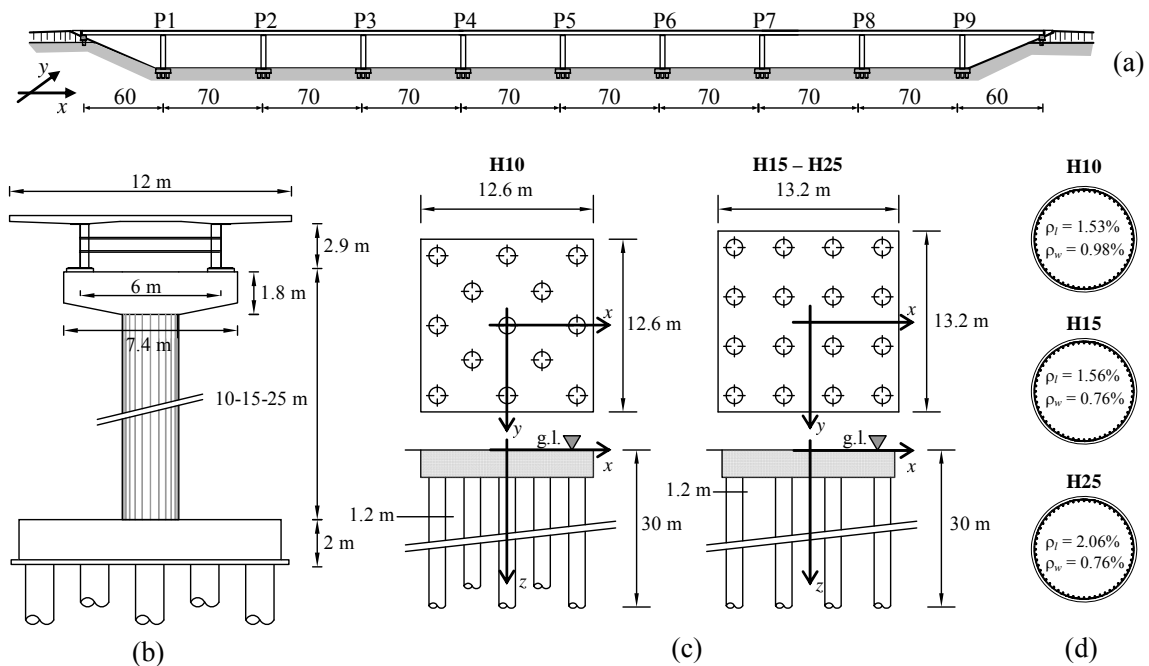 P1 P2 P3 P4 P5 P6 P7 P8 P9
(a)
y
x
60 70 70 70 70 70 70 70 70 60
12 m
2.9 m
6 m
1.8 m
7.4 m
10-15-25 m
2 m
(b)
H10
12.6 m
x
12.6 m
y
g.l.
x
1.2 m
30 m
z
H15 – H25
13.2 m
x
13.2 m
y
g.l.
x
1.2 m
30 m
z
(c)
H10
ρl = 1.53%
ρw = 0.98%
H15
ρl = 1.56%
ρw = 0.76%
H25
ρl = 2.06%
ρw = 0.76%
(d)